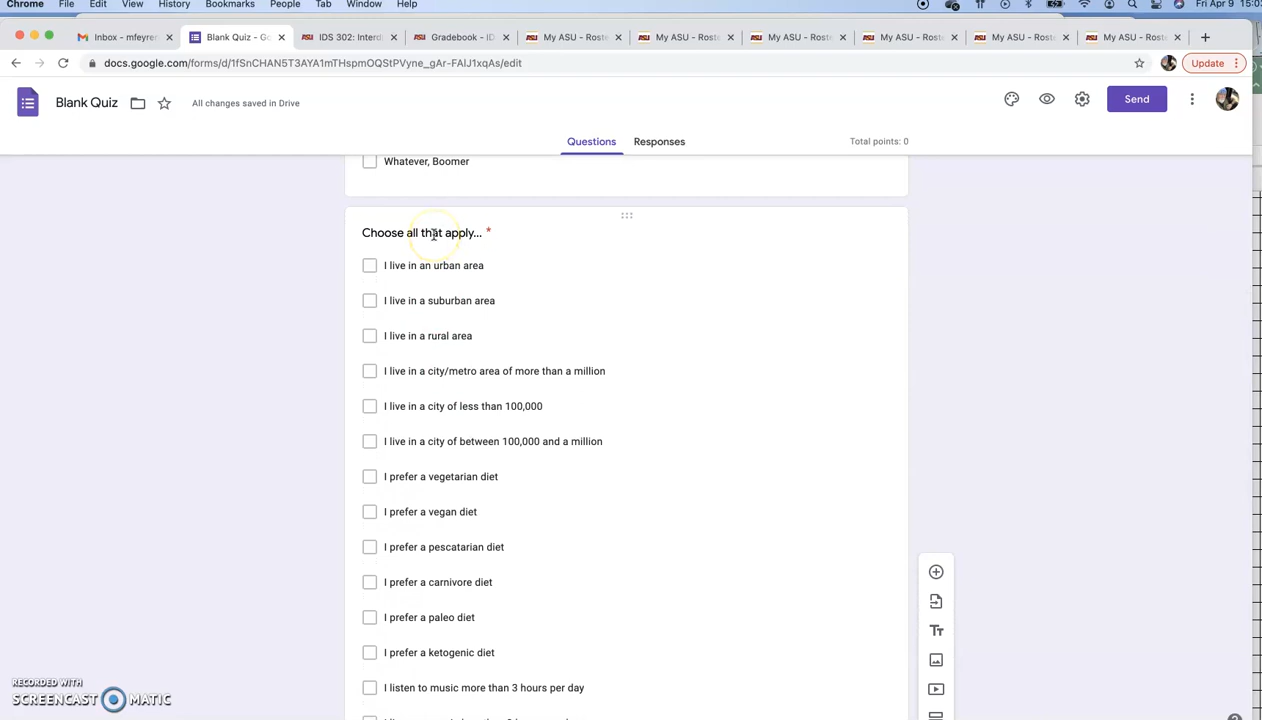 Chrome File Edit View History Bookmarks People Tab Window Help Fri Apr 9 15:0
Inbox - mfeyre Blank Quiz - Go IDS 302: Interdi Gradebook - iD My ASU - Roste My ASU - Roste My ASU - Roste My ASU - Roste My ASU - Roste My ASU - Roste
docs.google.com/forms/d/1fSnCHAN5T3AYA1mTHspmOQStPVyne_gAr-FAIJ1xqAs/edit Update
Blank Quiz All changes saved in Drive Send
Questions Responses Total points: 0
Whatever, Boomer
Choose all that apply... *
I live in an urban area
I live in a suburban area
I live in a rural area
I live in a city/metro area of more than a million
I live in a city of less than 100,000
I live in a city of between 100,000 and a million
I prefer a vegetarian diet
I prefer a vegan diet
I prefer a pescatarian diet
I prefer a carnivore diet
I prefer a paleo diet
I prefer a ketogenic diet
I listen to music more than 3 hours per day
RECORDED WITH
SCREENCAST MATIC